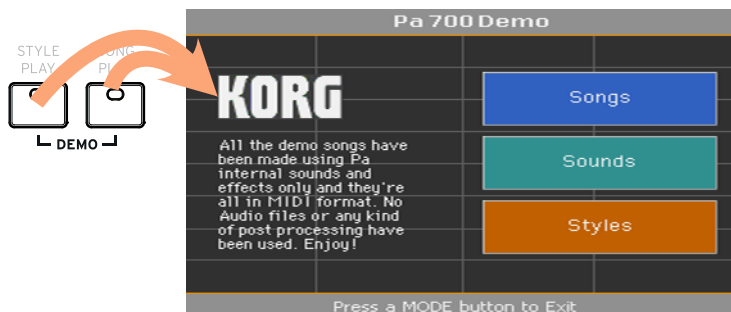 Pa 700 Demo
STYLE
PLAY
DEMO
KORG
All the demo songs have
been made using Pa
internal sounds and
effects only and they're
all in MIDI format. No
Audio files or any kind
of post processing have
been used. Enjoy!
Songs
Sounds
Styles
Press a MODE button to Exit